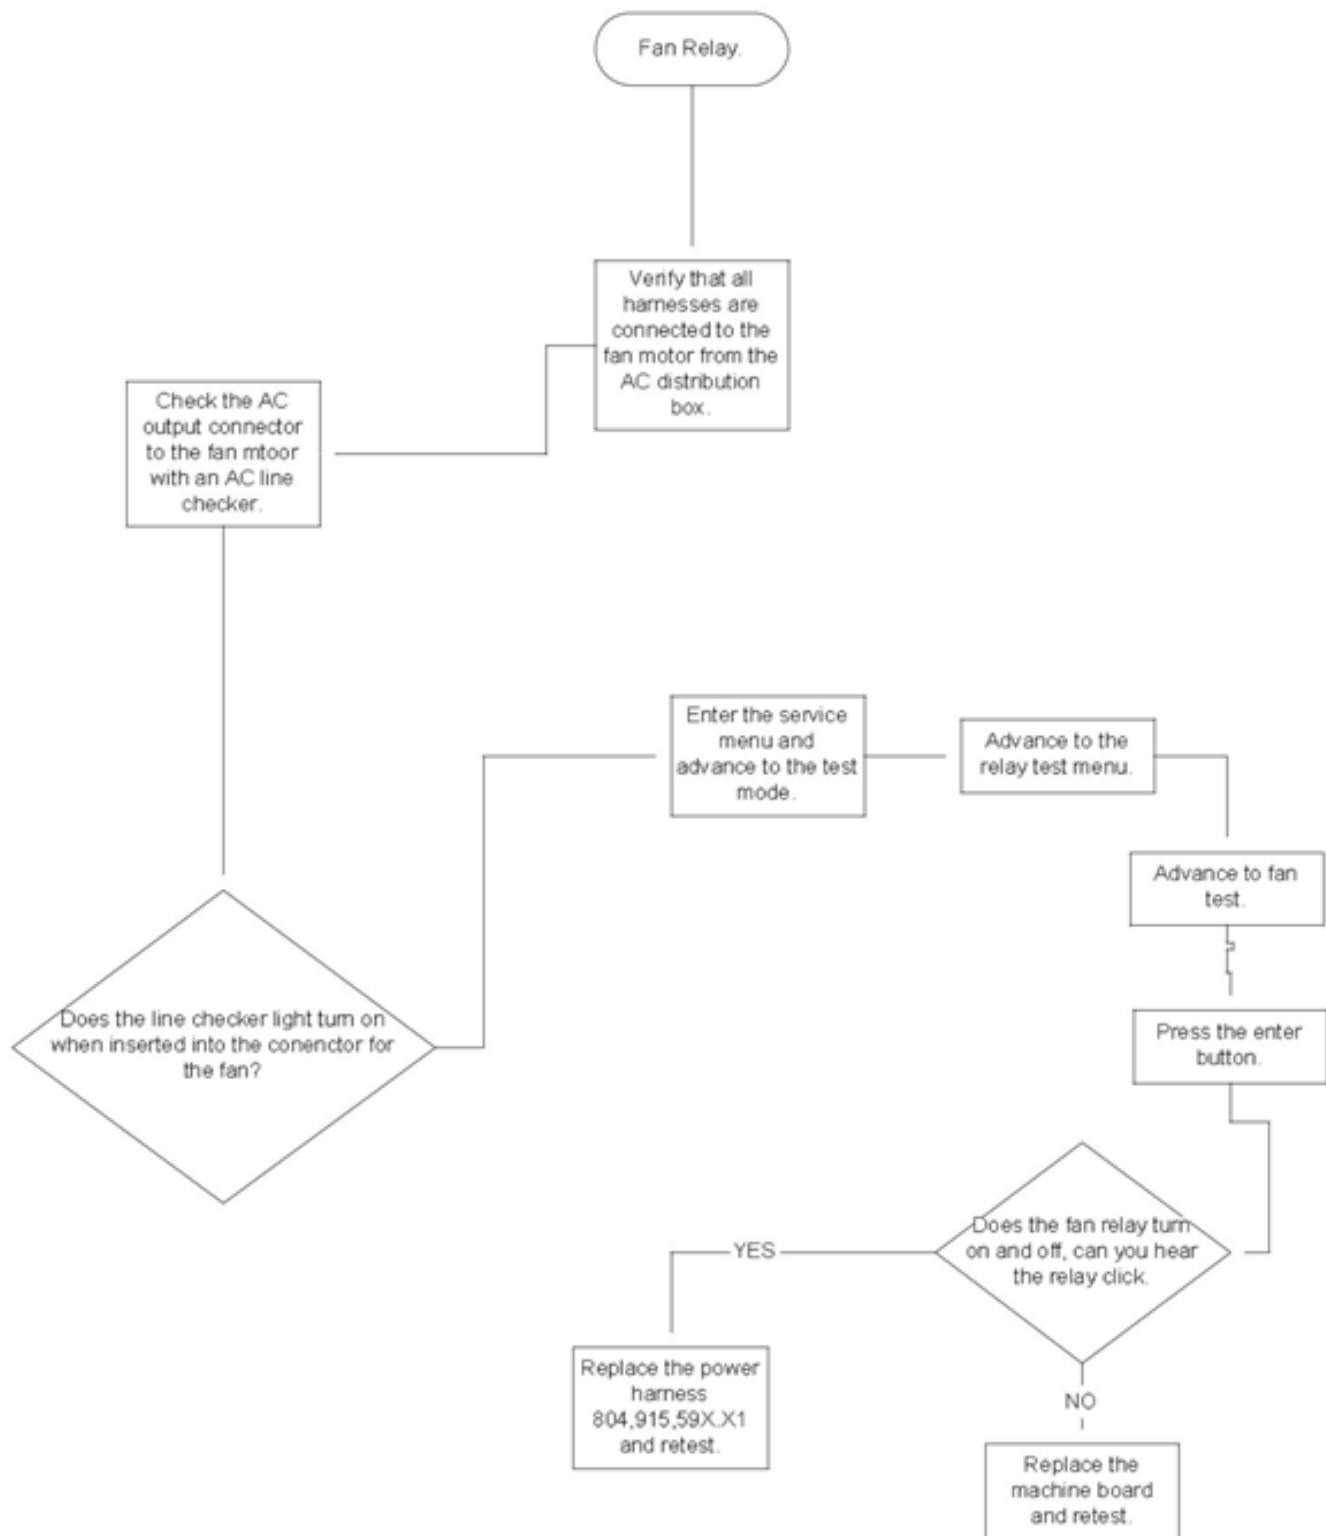 Fan Relay.
Verify that all
harnesses are
connected to the
fan motor from the
AC distribution
box.
Check the AC
output connector
to the fan mtoor
with an AC line
checker.
Does the line checker light turn on
when inserted into the conenctor for
the fan?
Enter the service
menu and
advance to the test
mode.
Advance to the
relay test menu.
Advance to fan
test.
Press the enter
button.
Does the fan relay turn
on and off, can you hear
the relay click.
YES
Replace the power
harness
804,915,59X.X1
and retest.
NO
Replace the
machine board
and retest.